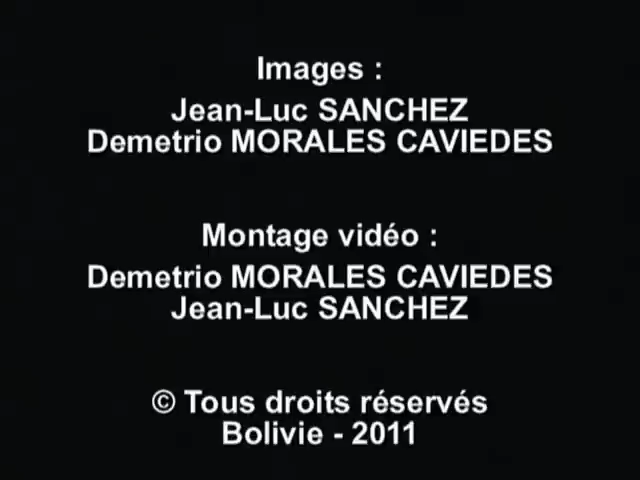 Images :
Jean-Luc SANCHEZ
Demetrio MORALES CAVIEDES
Montage vidéo :
Demetrio MORALES CAVIEDES
Jean-Luc SANCHEZ
© Tous droits réservés
Bolivie - 2011